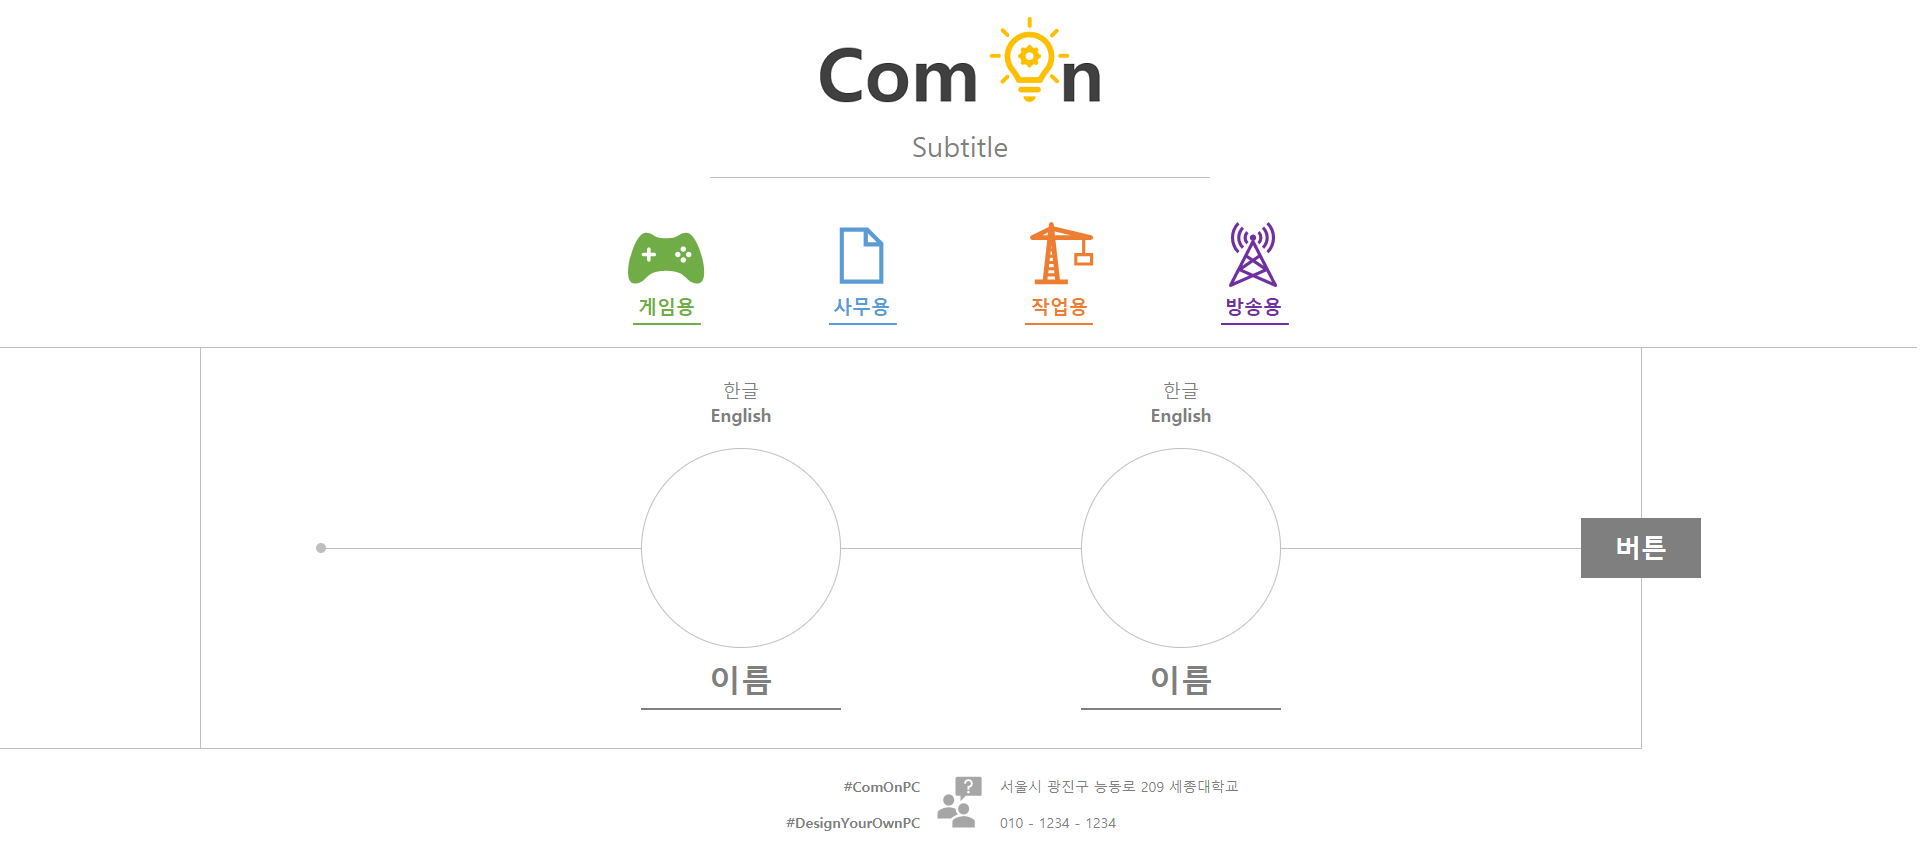 Com n
Subtitle
게임용
사무용
작업용
방송용
한글
English
한글
English
버튼
이름
이름
#ComOnPC
?
서울시 광진구 능동로 209 세종대학교
#DesignYourOwnPC
010 - 1234 - 1234